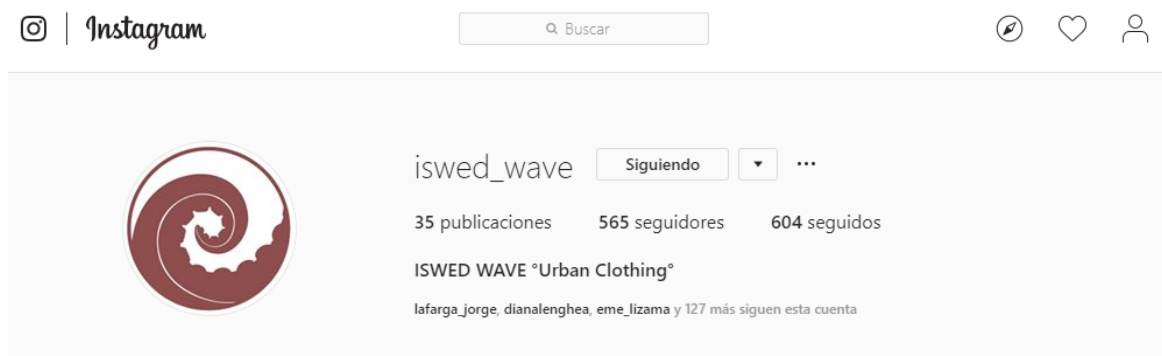 Instagram
Buscar
iswed_wave Siguiendo
35 publicaciones 565 seguidores 604 seguidos
ISWED WAVE °Urban Clothing°
lafarga_jorge, dianalenghea, eme_lizama y 127 más siguen esta cuenta